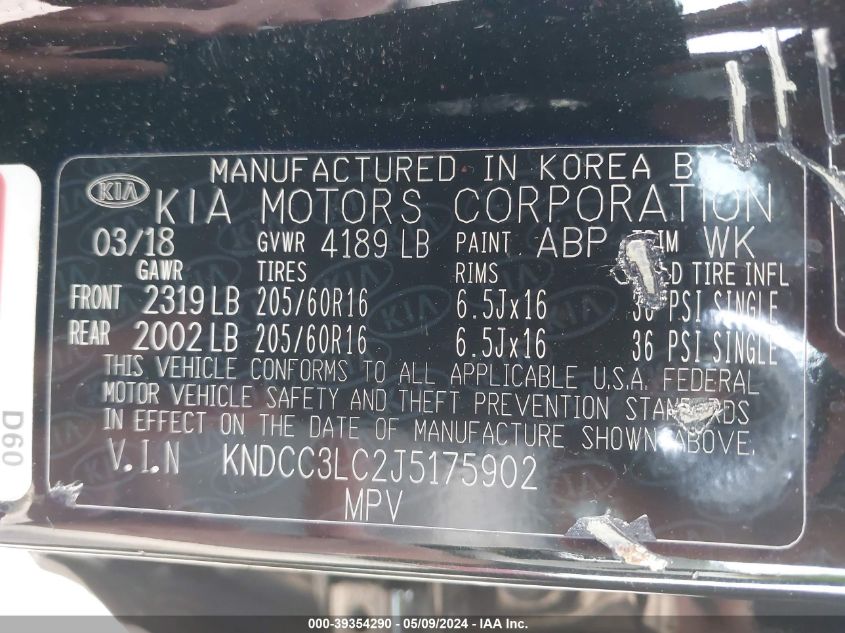 MANUFACTURED IN KOREA
KIA KIA MOTORS CORPORATION
03/18 GVWR 4189 LB PAINT ABP WK
GAWR TIRES RIMS TIRE INFL
FRONT 2319 LB 205/60R16 6.5Jx16 PSI SINGLE
REAR 2002 LB 205/60R16 6.5Jx16 36 PSI SINGLE
THIS VEHICLE CONFORMS TO ALL APPLICABLE U.S.A. FEDERAL
MOTOR VEHICLE SAFETY AND THEFT PREVENTION STANDARDS
IN EFFECT ON THE DATE OF MANUFACTURE SHOWN ABOVE.
V.I.N KNDCC3LC2J5175902
MPV
D60
000-39354290 - 05/09/2024 - IAA Inc.